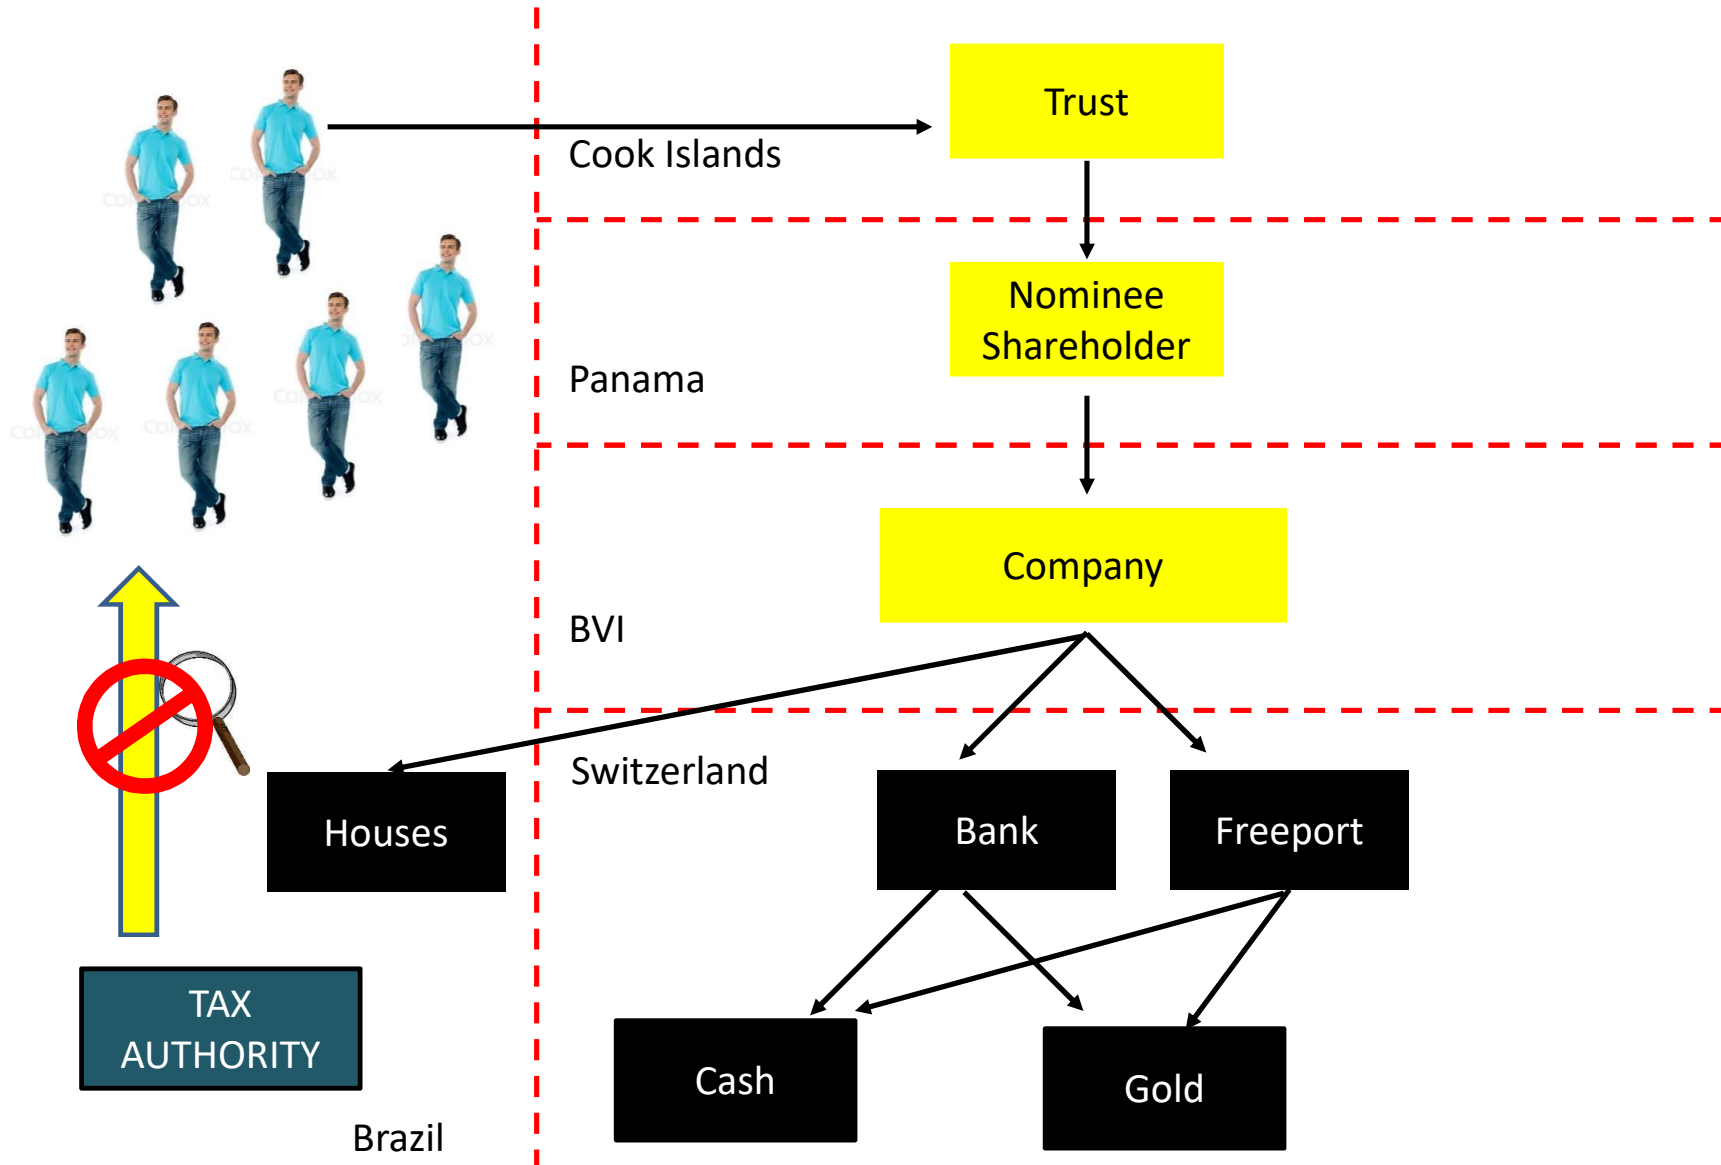 Trust
Cook Islands
Nominee
Shareholder
Panama
Company
BVI
Switzerland
Houses
Bank
Freeport
TAX
AUTHORITY
Cash
Gold
Brazil